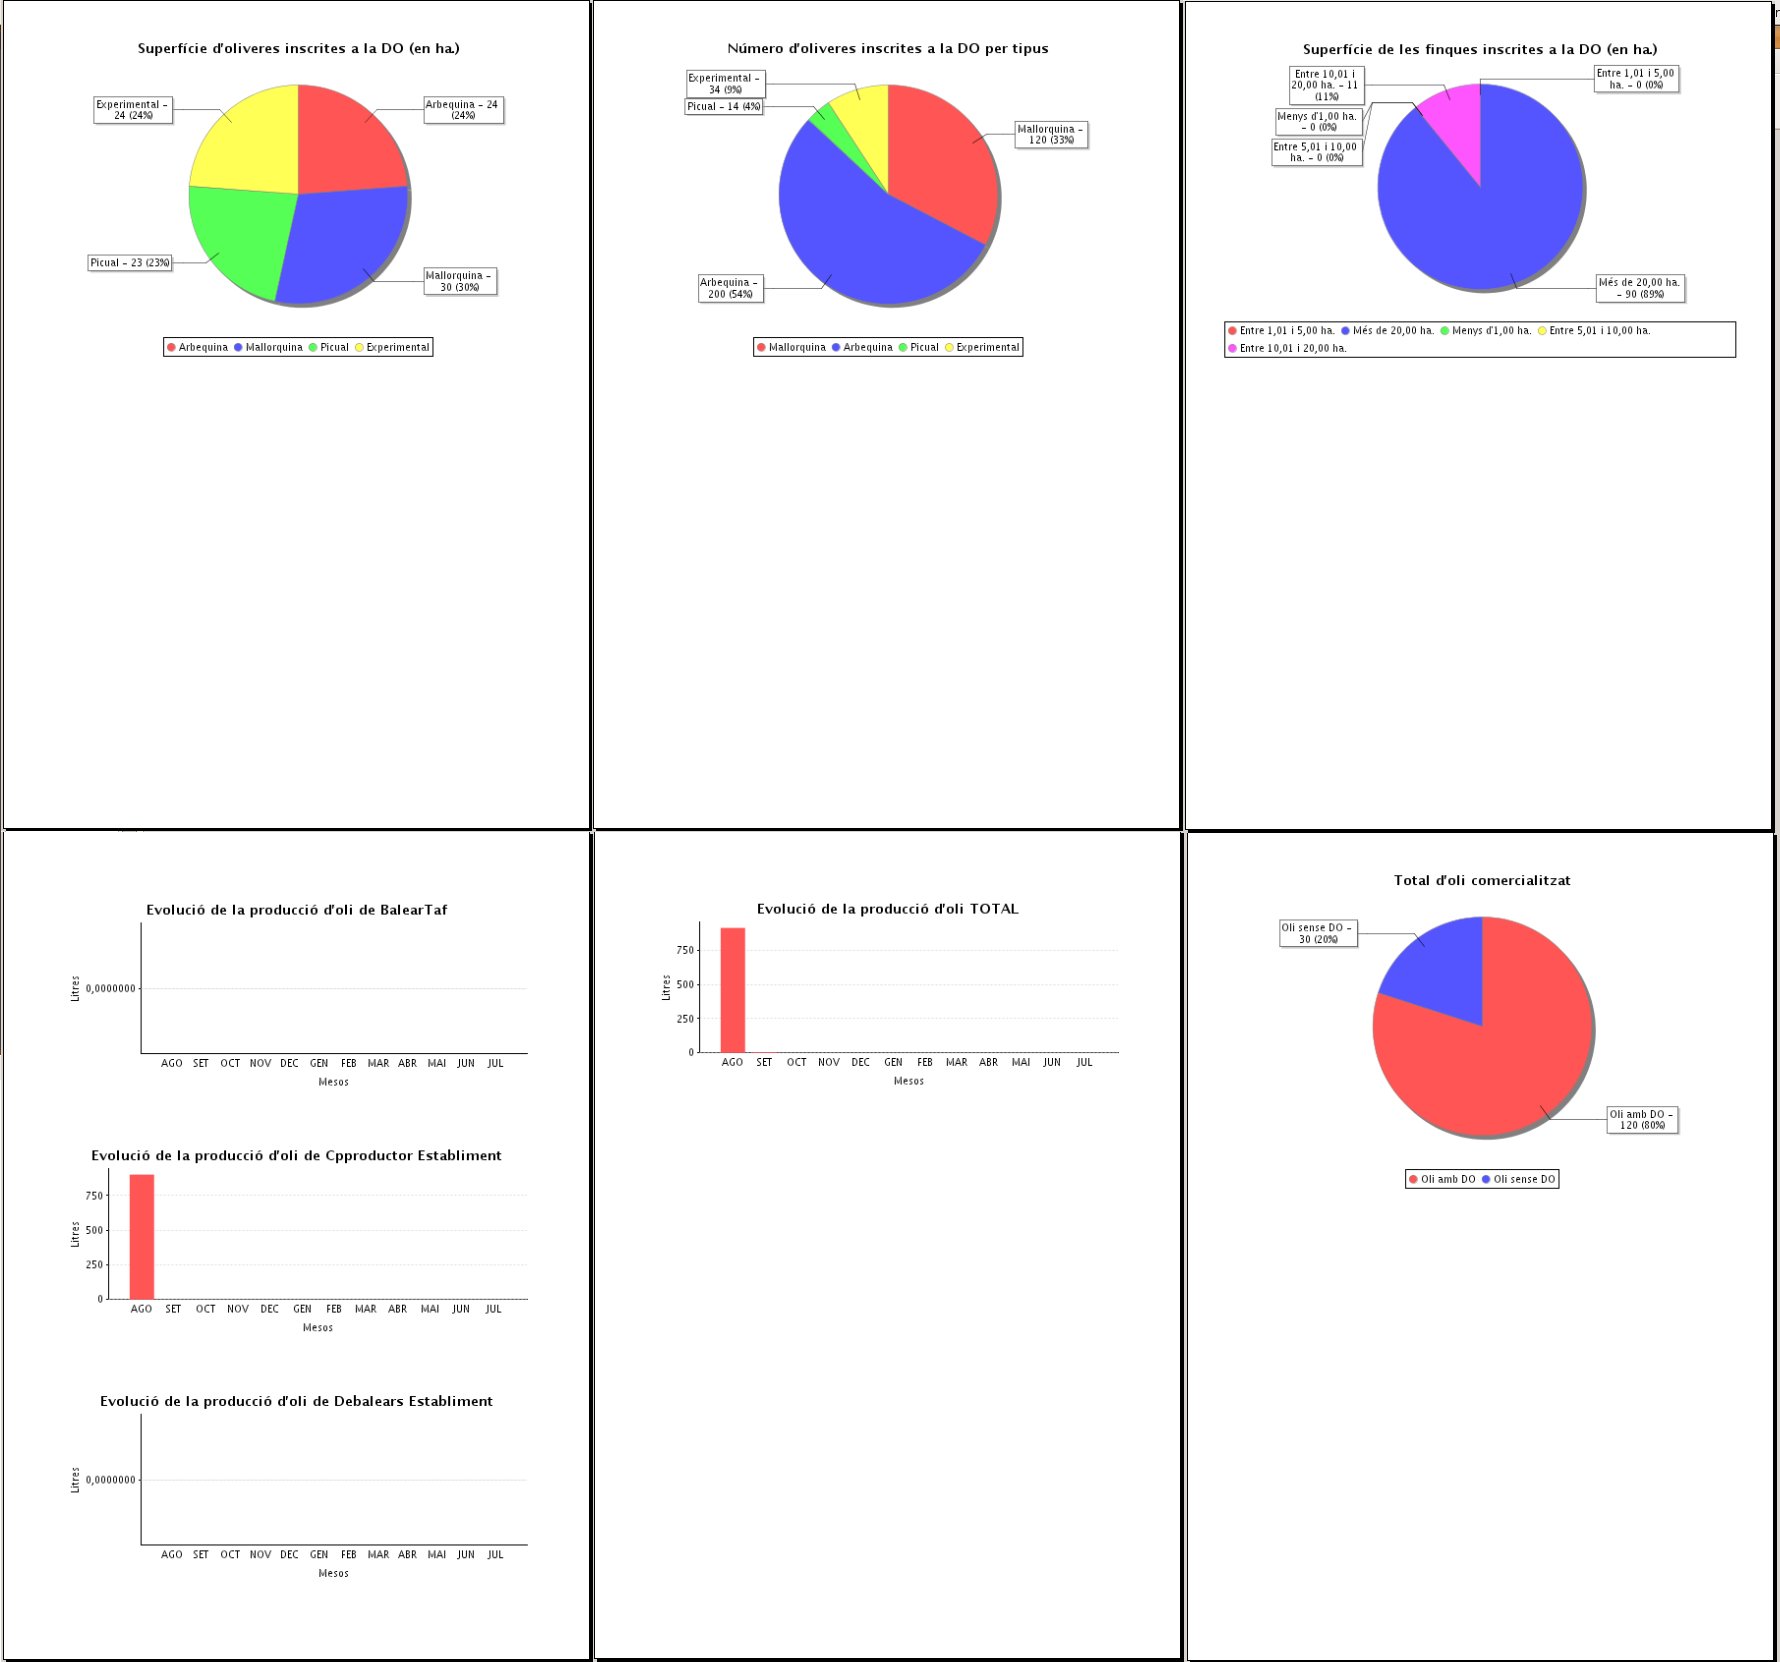 Superfície d'oliveres inscrites a la DO (en ha.)
Experimental –
24 (24%)
Arbequina – 24
(24%)
Picual – 23 (23%)
Mallorquina –
30 (30%)
Arbequina Mallorquina Picual Experimental
Número d'oliveres inscrites a la DO per tipus
Experimental –
34 (9%)
Picual – 14 (4%)
Mallorquina –
120 (33%)
Arbequina –
200 (54%)
Mallorquina Arbequina Picual Experimental
Superfície de les finques inscrites a la DO (en ha.)
Entre 10,01 i
20,00 ha. – 11
(11%)
Entre 1,01 i 5,00
ha. – 0 (0%)
Menys d'1,00 ha.
– 0 (0%)
Entre 5,01 i 10,00
ha. – 0 (0%)
Més de 20,00 ha.
– 90 (89%)
Entre 1,01 i 5,00 ha. Més de 20,00 ha. Menys d'1,00 ha. Entre 5,01 i 10,00 ha.
Entre 10,01 i 20,00 ha.
Evolució de la producció d'oli de BalearTaf
Litres
0,0000000
AGO SET OCT NOV DEC GEN FEB MAR ABR MAI JUN JUL
Mesos
Evolució de la producció d'oli de Cpproductor Establiment
Litres
750
500
250
0
AGO SET OCT NOV DEC GEN FEB MAR ABR MAI JUN JUL
Mesos
Evolució de la producció d'oli de Debalears Establiment
Litres
0,0000000
AGO SET OCT NOV DEC GEN FEB MAR ABR MAI JUN JUL
Mesos
Evolució de la producció d'oli TOTAL
Litres
750
500
250
0
AGO SET OCT NOV DEC GEN FEB MAR ABR MAI JUN JUL
Mesos
Total d'oli comercialitzat
Oli sense DO –
30 (20%)
Oli amb DO –
120 (80%)
Oli amb DO Oli sense DO